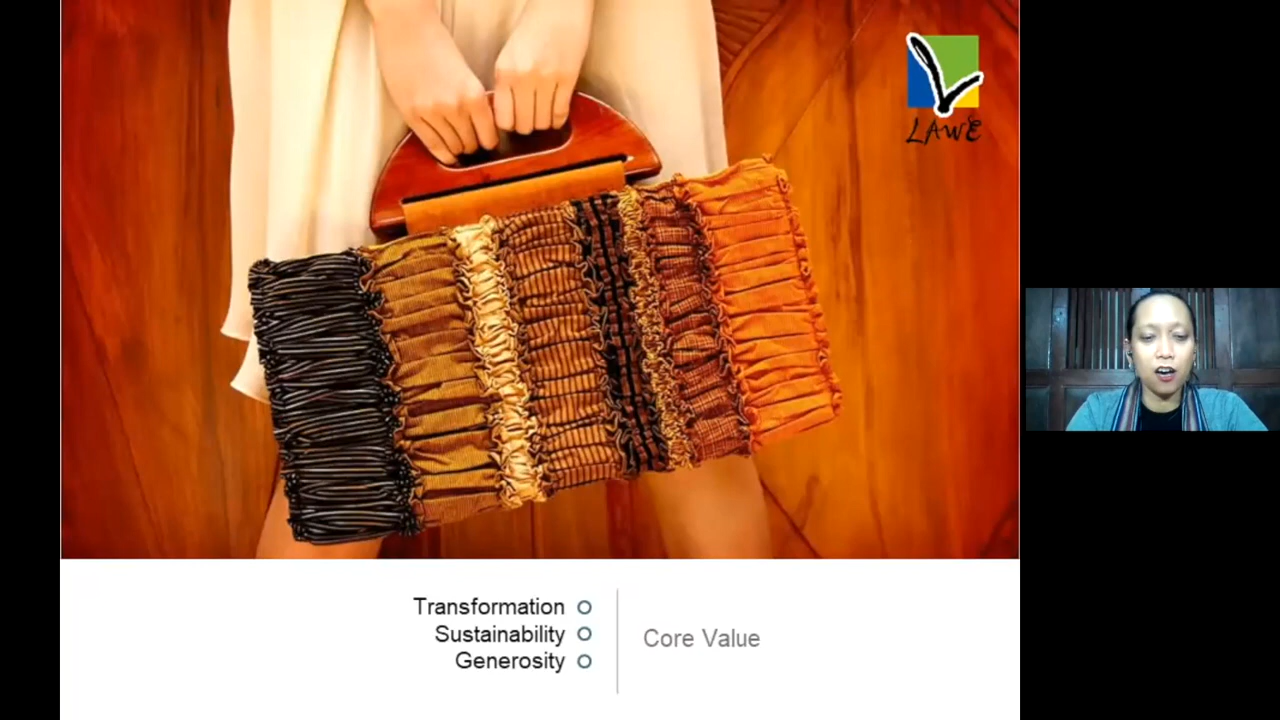 LAWE
Transformation
Sustainability
Generosity
Core Value